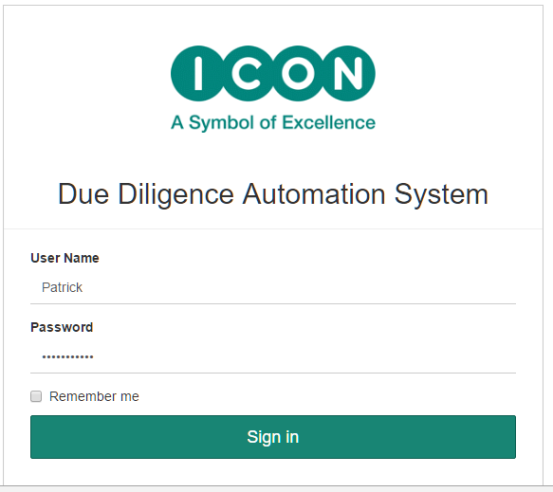 ICON
A Symbol of Excellence
Due Diligence Automation System
User Name
Patrick
Password
•••••••••••
Remember me
Sign in